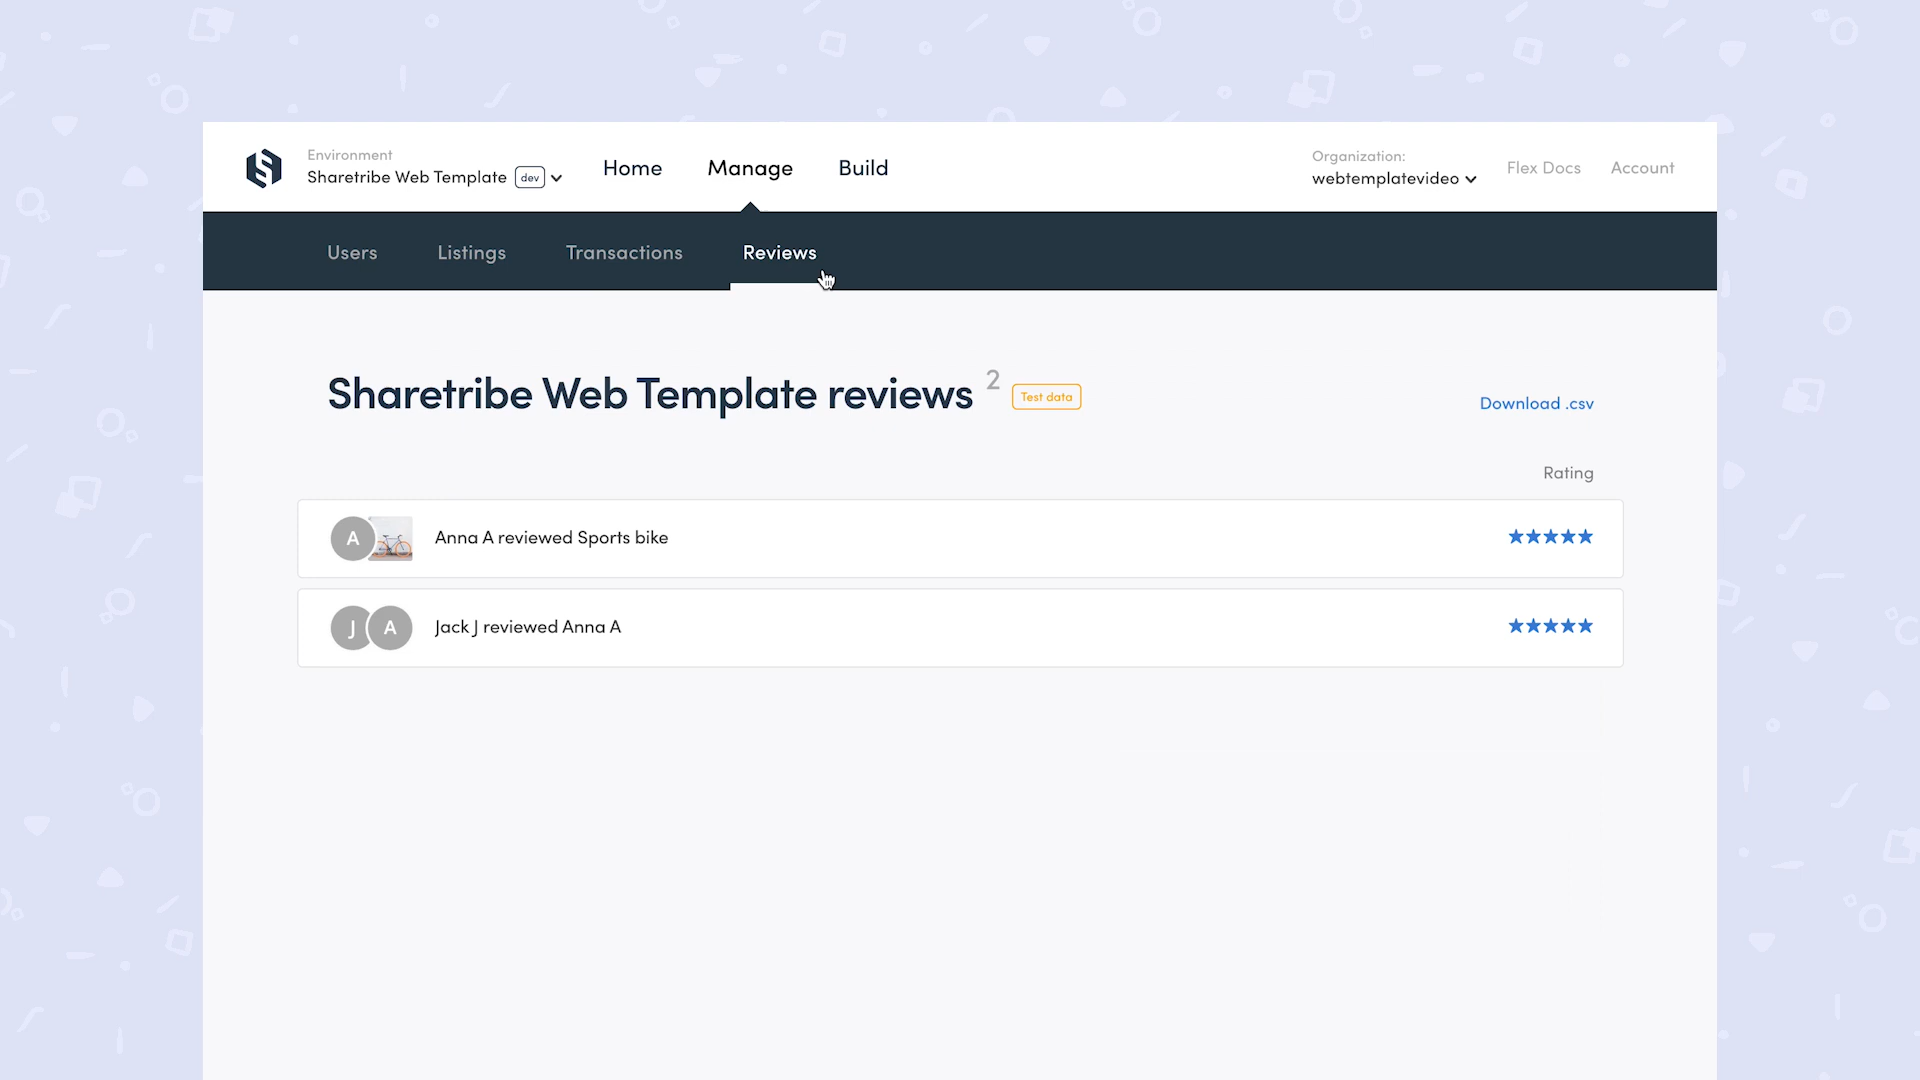 Environment
Sharetribe Web Template dev
Home Manage Build
Organization:
webtemplatevideo
Flex Docs Account
Users Listings Transactions Reviews
Sharetribe Web Template reviews 2 Test data
Download .csv
Rating
A Anna A reviewed Sports bike
J A Jack J reviewed Anna A